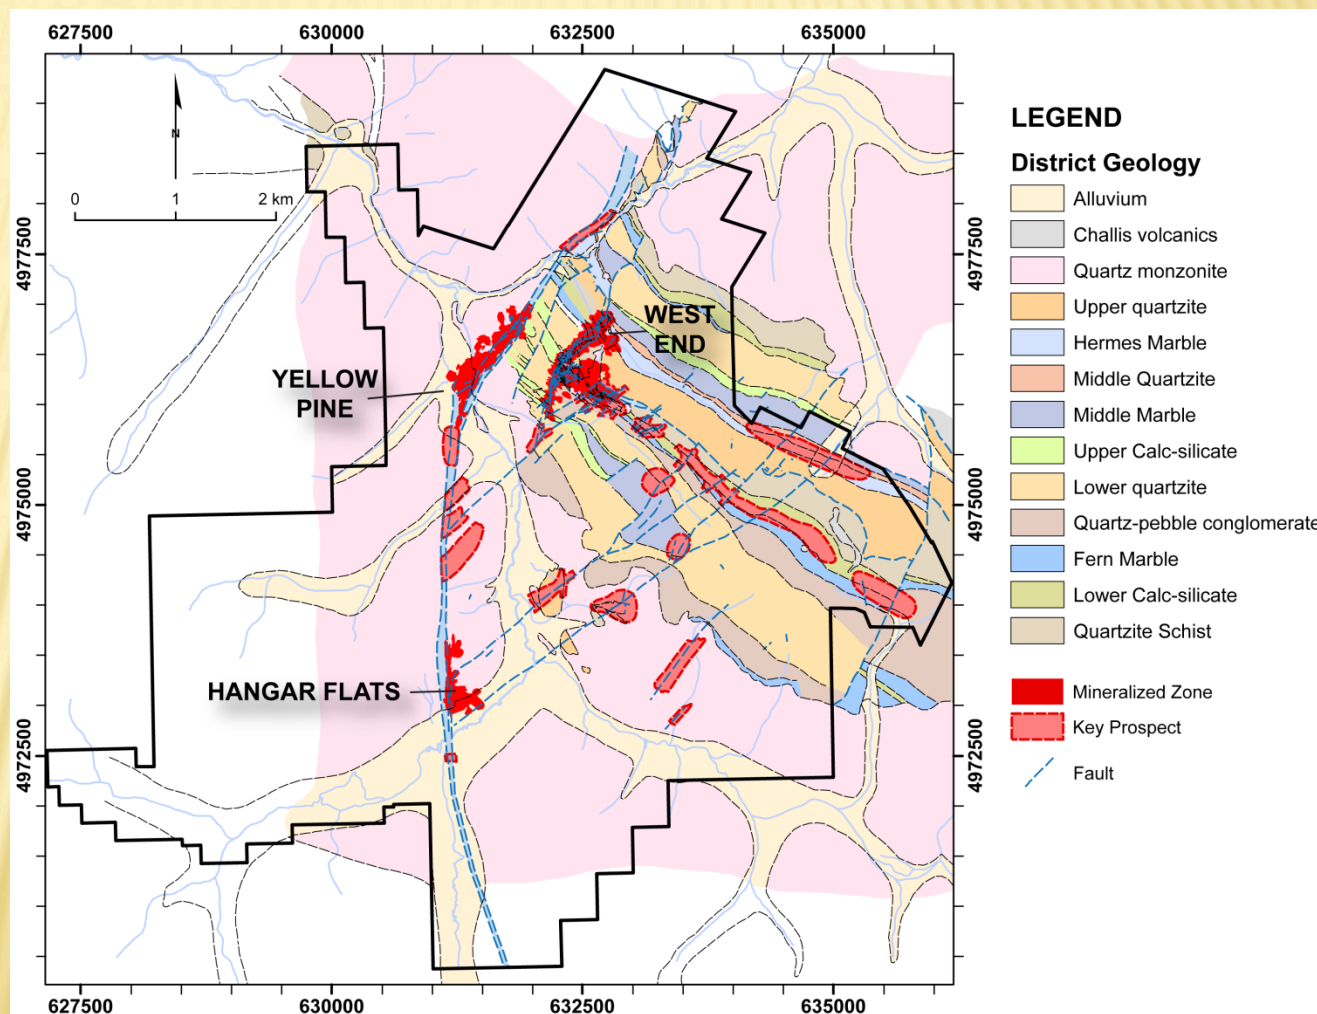 627500 630000 632500 635000
N
0 1 2 km
4977500
4977500
WEST
END
YELLOW
PINE
4975000
4975000
HANGAR FLATS
4972500
4972500
627500 630000 632500 635000
LEGEND
District Geology
Alluvium
Challis volcanics
Quartz monzonite
Upper quartzite
Hermes Marble
Middle Quartzite
Middle Marble
Upper Calc-silicate
Lower quartzite
Quartz-pebble conglomerate
Fern Marble
Lower Calc-silicate
Quartzite Schist
Mineralized Zone
Key Prospect
Fault